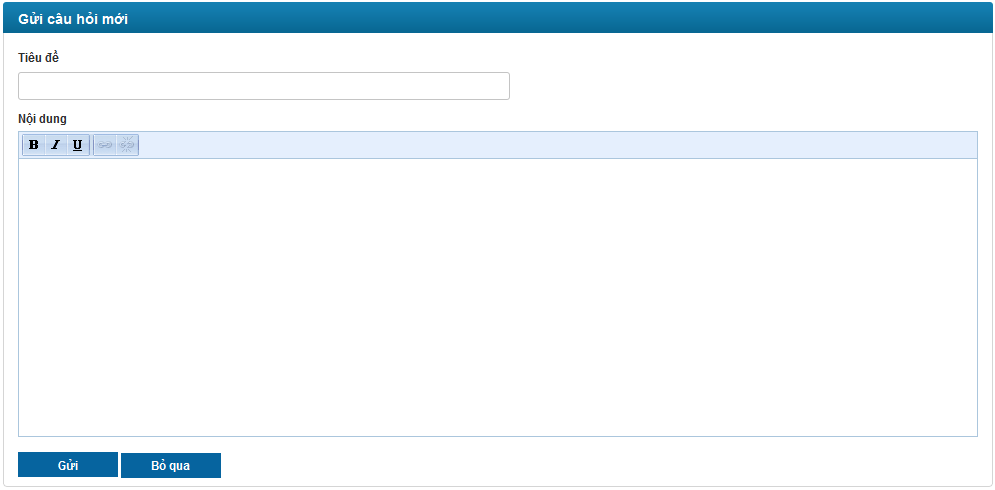 Gửi câu hỏi mới
Tiêu đề
Nội dung
B I U
Gửi Bỏ qua